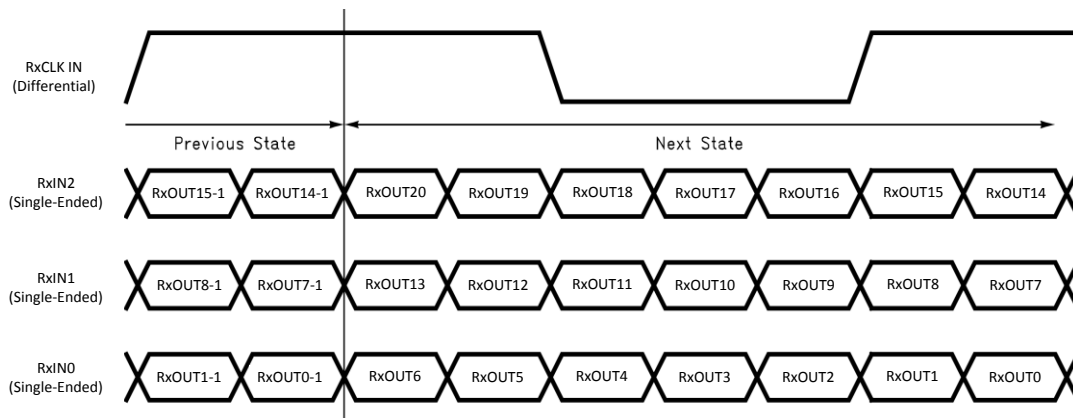 RxCLK IN
(Differential)
Previous State
Next State
RxIN2
(Single-Ended)
RxOUT15-1 RxOUT14-1 RxOUT20 RxOUT19 RxOUT18 RxOUT17 RxOUT16 RxOUT15 RxOUT14
RxIN1
(Single-Ended)
RxOUT8-1 RxOUT7-1 RxOUT13 RxOUT12 RxOUT11 RxOUT10 RxOUT9 RxOUT8 RxOUT7
RxIN0
(Single-Ended)
RxOUT1-1 RxOUT0-1 RxOUT6 RxOUT5 RxOUT4 RxOUT3 RxOUT2 RxOUT1 RxOUT0